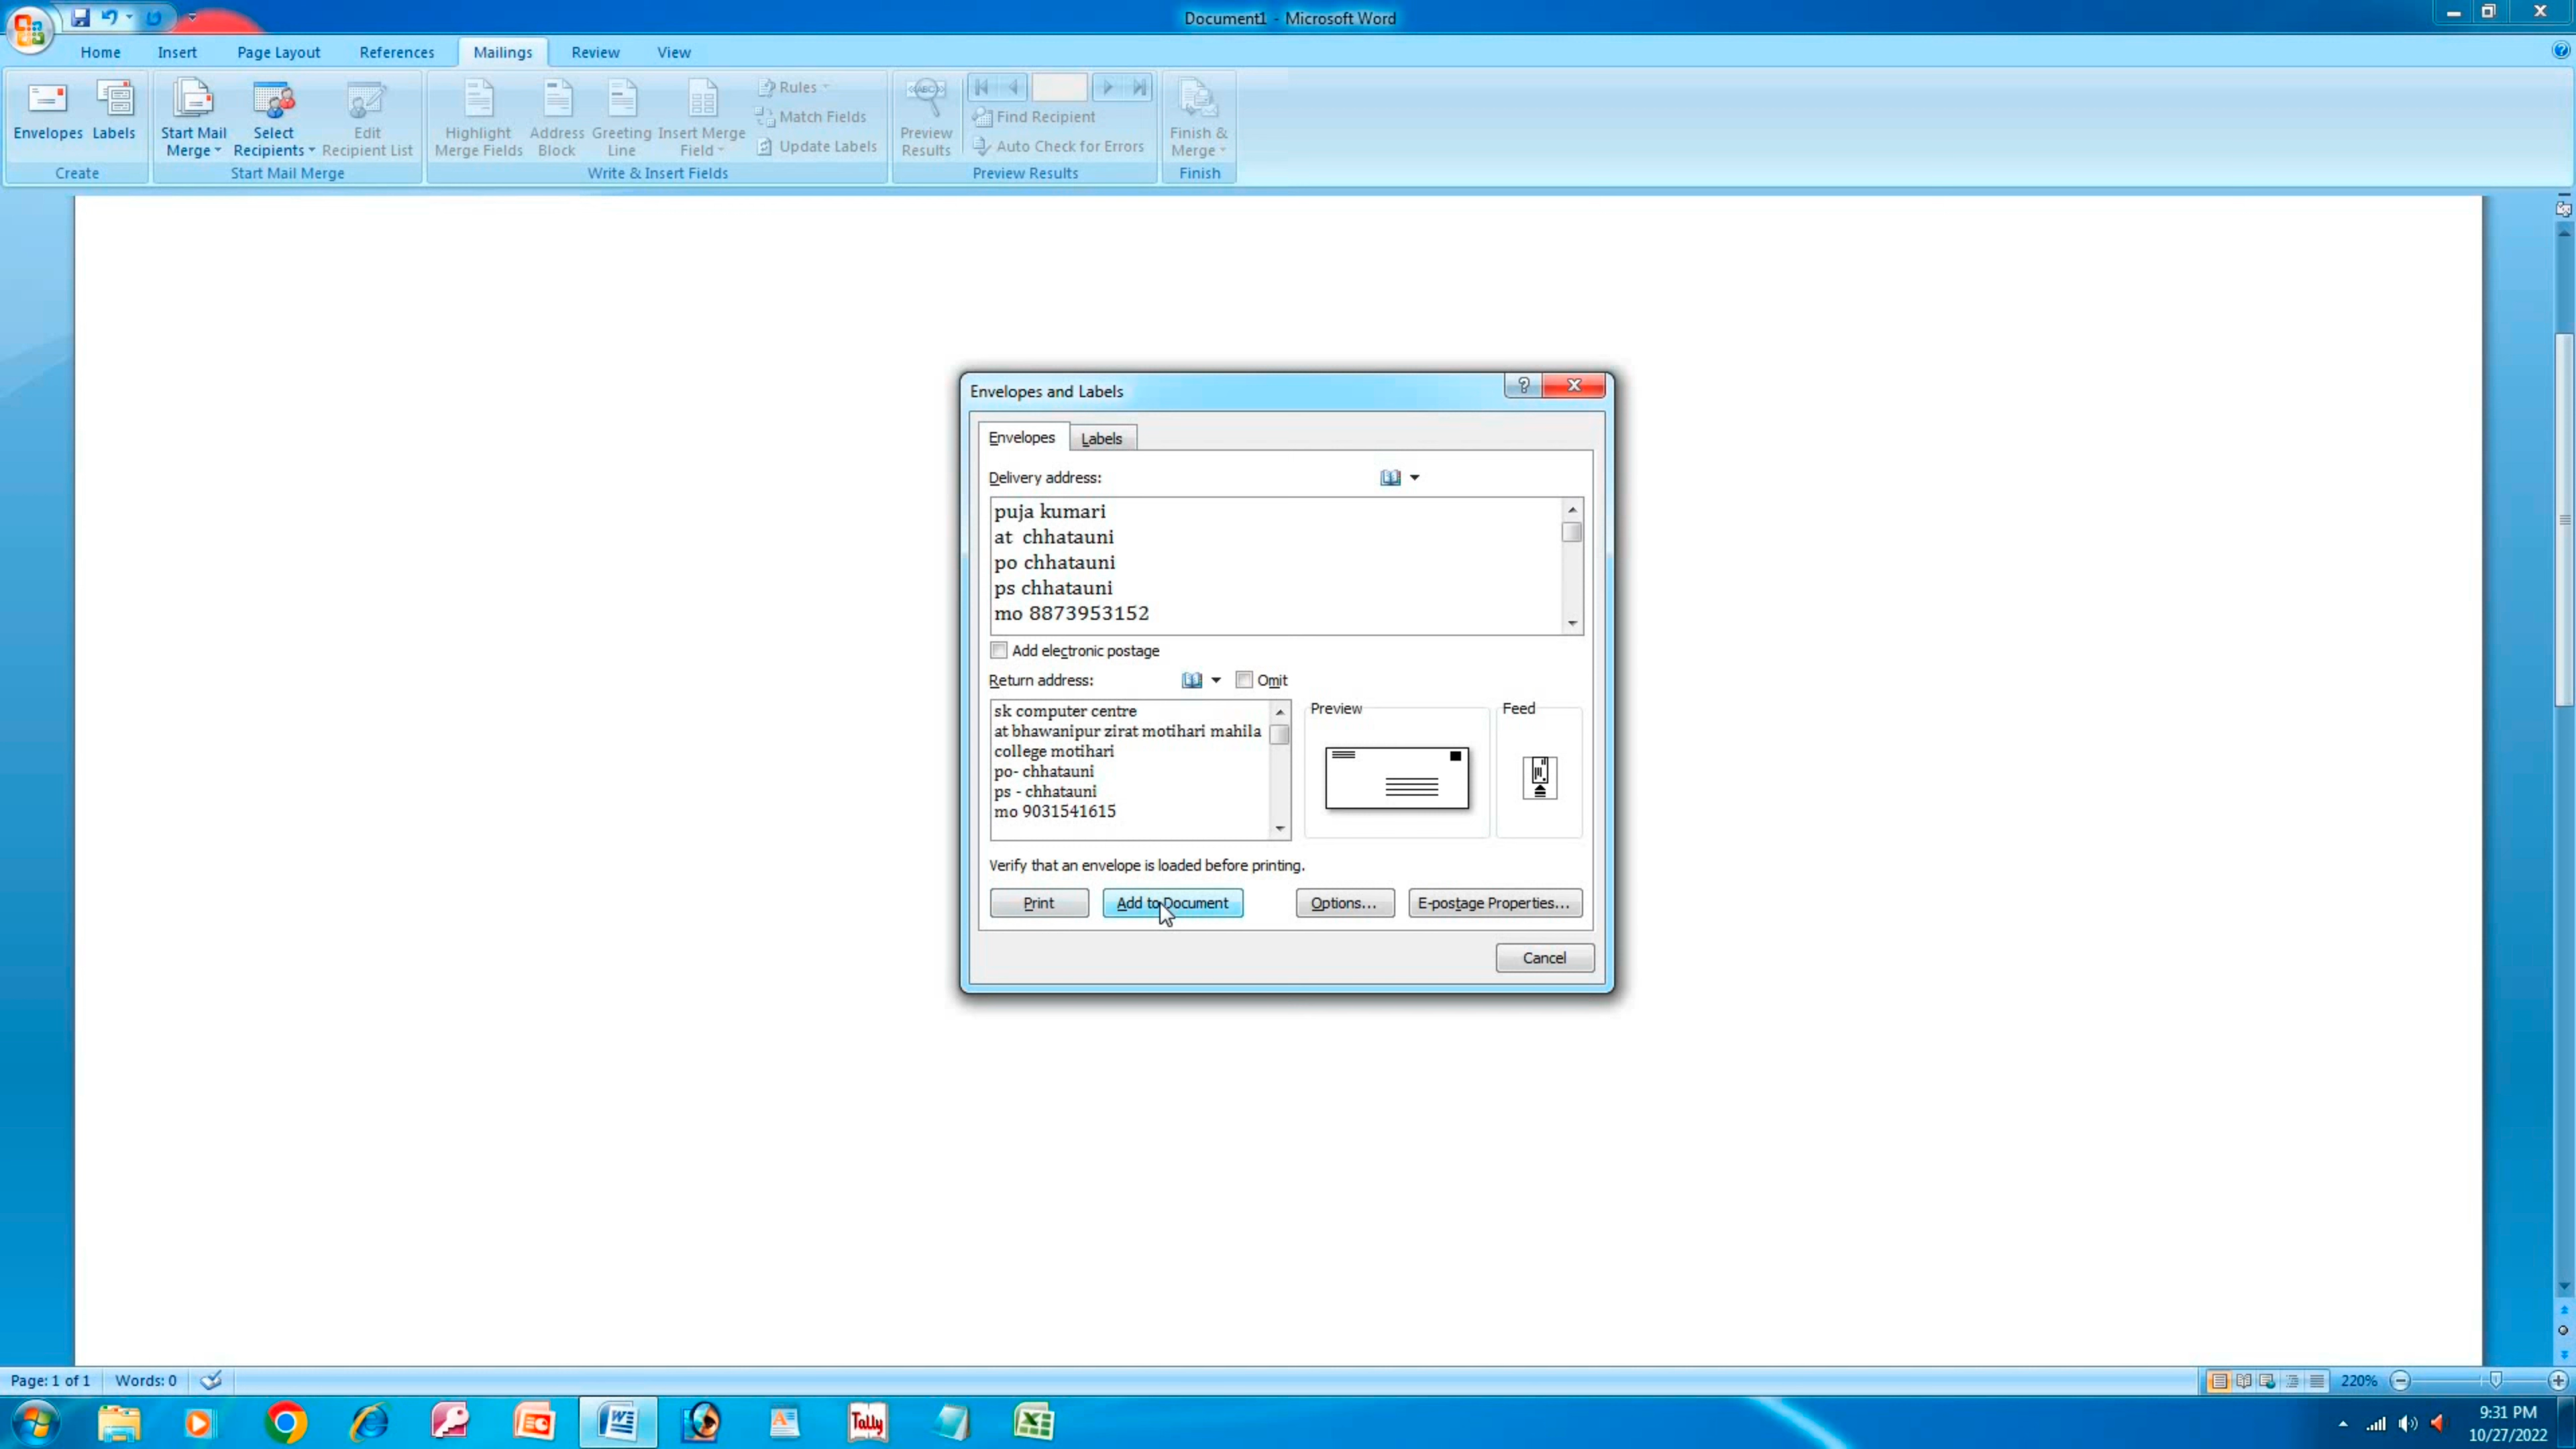 Document1 - Microsoft Word
Home Insert Page Layout References Mailings Review View
Envelopes Labels
Create
Start Mail Merge
Select Recipients
Edit Recipient List
Start Mail Merge
Highlight Merge Fields
Address Block
Greeting Line
Insert Merge Field
Rules
Match Fields
Update Labels
Write & Insert Fields
ABC
Preview Results
Find Recipient
Auto Check for Errors
Preview Results
Finish & Merge
Finish
Envelopes and Labels
Envelopes Labels
Delivery address:
puja kumari
at chhatauni
po chhatauni
ps chhatauni
mo 8873953152
Add electronic postage
Return address: Omit
sk computer centre
at bhawanipur zirat motihari mahila
college motihari
po- chhatauni
ps - chhatauni
mo 9031541615
Preview Feed
Verify that an envelope is loaded before printing.
Print Add to Document Options... E-postage Properties...
Cancel
Page: 1 of 1 Words: 0 220%
Tally
9:31 PM
10/27/2022